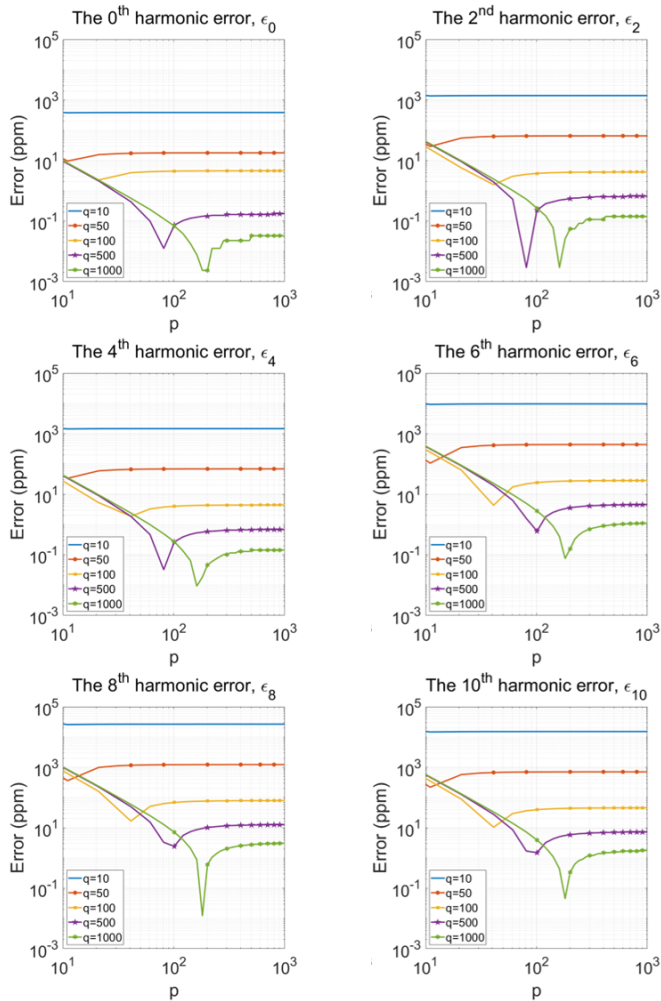 The 0th harmonic error, ϵ0
Error (ppm)
10^5
10^3
10^1
10^-1
10^-3
q=10
q=50
q=100
q=500
q=1000
10^1 10^2 10^3
p
The 2nd harmonic error, ϵ2
Error (ppm)
10^5
10^3
10^1
10^-1
10^-3
q=10
q=50
q=100
q=500
q=1000
10^1 10^2 10^3
p
The 4th harmonic error, ϵ4
Error (ppm)
10^5
10^3
10^1
10^-1
10^-3
q=10
q=50
q=100
q=500
q=1000
10^1 10^2 10^3
p
The 6th harmonic error, ϵ6
Error (ppm)
10^5
10^3
10^1
10^-1
10^-3
q=10
q=50
q=100
q=500
q=1000
10^1 10^2 10^3
p
The 8th harmonic error, ϵ8
Error (ppm)
10^5
10^3
10^1
10^-1
10^-3
q=10
q=50
q=100
q=500
q=1000
10^1 10^2 10^3
p
The 10th harmonic error, ϵ10
Error (ppm)
10^5
10^3
10^1
10^-1
10^-3
q=10
q=50
q=100
q=500
q=1000
10^1 10^2 10^3
p